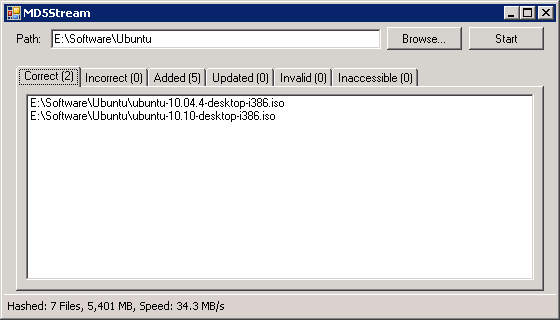 MD5Stream
Path: E:\Software\Ubuntu Browse... Start
Correct (2) Incorrect (0) Added (5) Updated (0) Invalid (0) Inaccessible (0)
E:\Software\Ubuntu\ubuntu-10.04.4-desktop-i386.iso
E:\Software\Ubuntu\ubuntu-10.10-desktop-i386.iso
Hashed: 7 Files, 5,401 MB, Speed: 34.3 MB/s